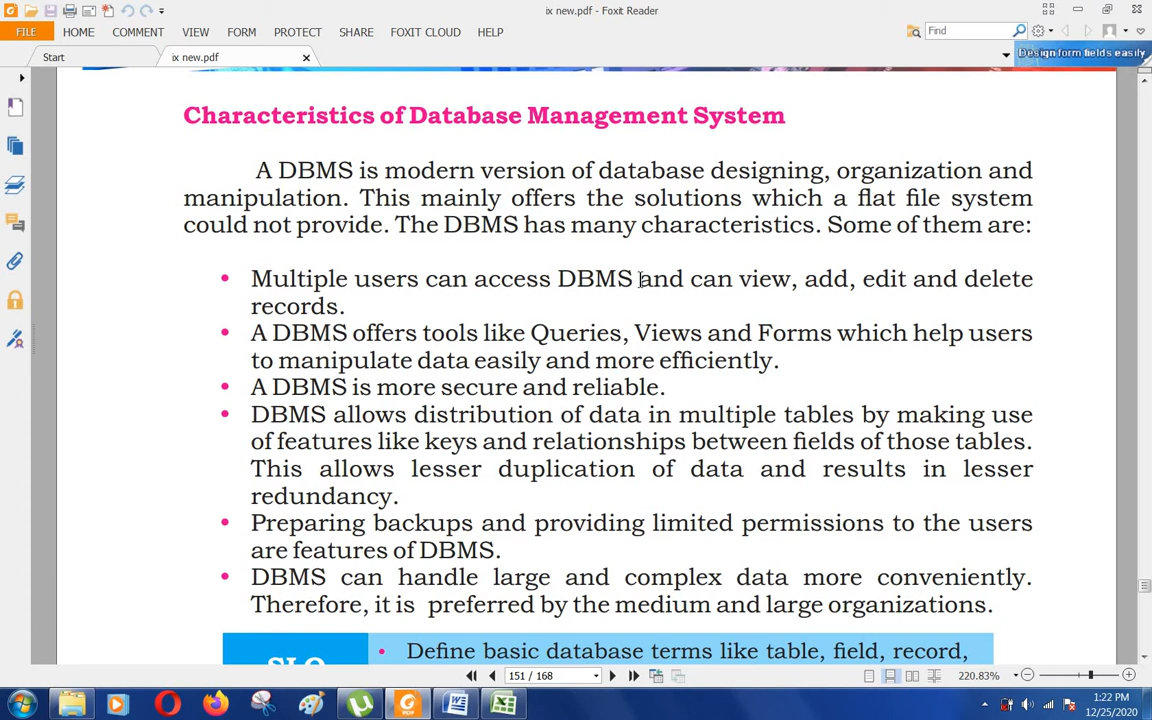 ix new.pdf - Foxit Reader
FILE HOME COMMENT VIEW FORM PROTECT SHARE FOXIT CLOUD HELP Find
Start ix new.pdf Design form fields easily
Characteristics of Database Management System
A DBMS is modern version of database designing, organization and
manipulation. This mainly offers the solutions which a flat file system
could not provide. The DBMS has many characteristics. Some of them are:
• Multiple users can access DBMS and can view, add, edit and delete
records.
• A DBMS offers tools like Queries, Views and Forms which help users
to manipulate data easily and more efficiently.
• A DBMS is more secure and reliable.
• DBMS allows distribution of data in multiple tables by making use
of features like keys and relationships between fields of those tables.
This allows lesser duplication of data and results in lesser
redundancy.
• Preparing backups and providing limited permissions to the users
are features of DBMS.
• DBMS can handle large and complex data more conveniently.
Therefore, it is preferred by the medium and large organizations.
SLO • Define basic database terms like table, field, record,
151 / 168 220.83%
1:22 PM
12/25/2020